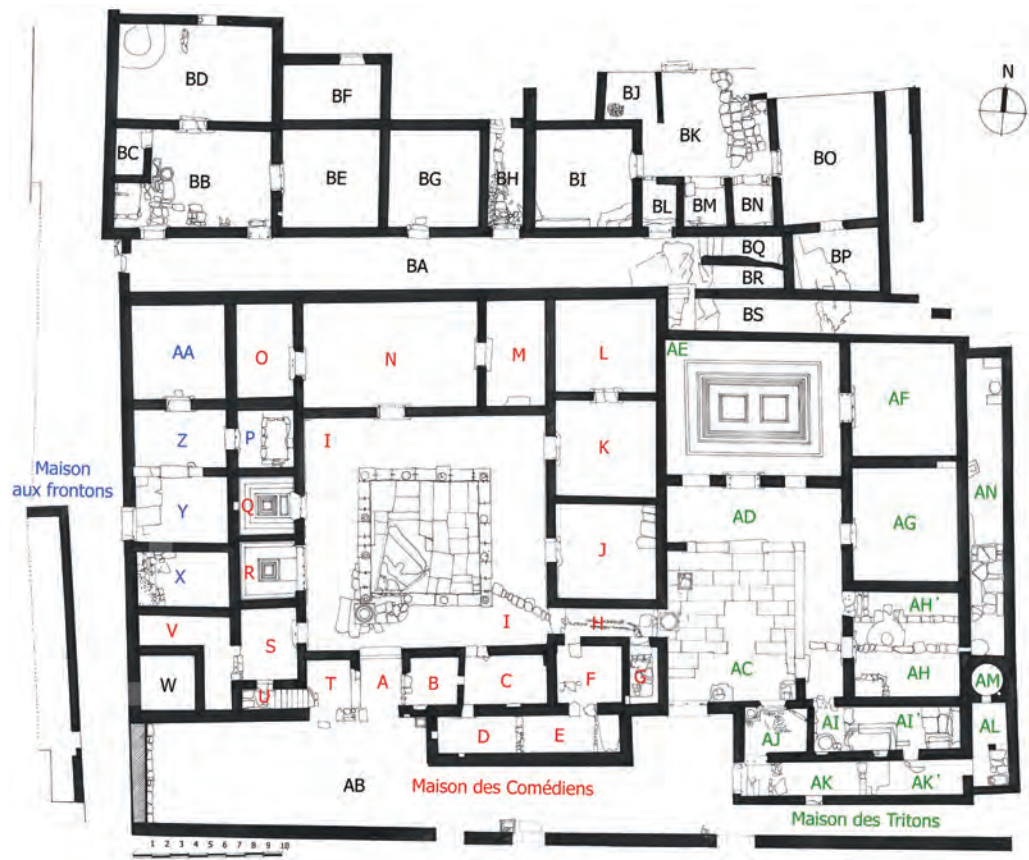 N
BD
BF
BJ
BK
BO
BC
BB
BE
BG
BH
BI
BL
BM
BN
BQ
BP
BA
BR
BS
AA
O
N
M
L
AE
AF
Z
P
I
K
Maison
aux frontons
Y
Q
AD
AG
AN
J
X
R
V
S
I
H
AH'
AH
W
U
T
A
B
C
F
G
AC
AM
D
E
AJ
AI
AI'
AL
AB
Maison des Comédiens
AK
AK'
Maison des Tritons
1 2 3 4 5 6 7 8 9 10